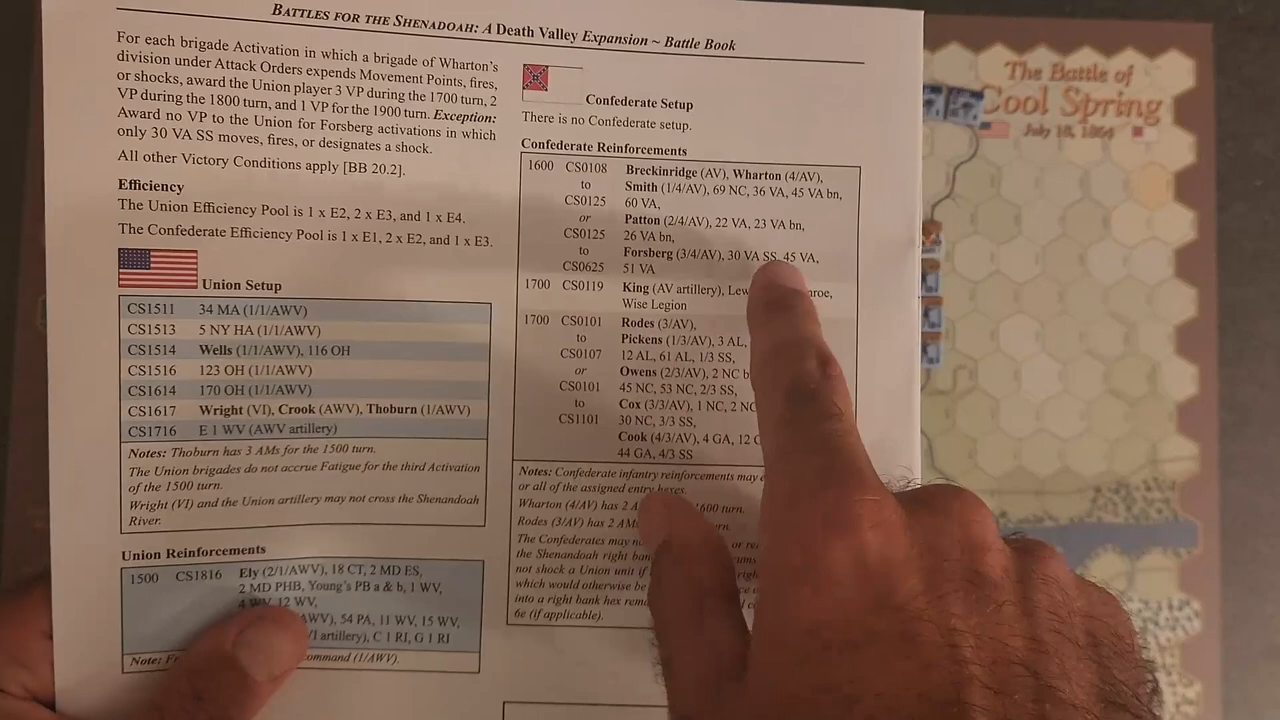 BATTLES FOR THE SHENANDOAH: A DEATH VALLEY EXPANSION ~ BATTLE BOOK
For each brigade Activation in which a brigade of Wharton's
division under Attack Orders expends Movement Points, fires,
or shocks, award the Union player 3 VP during the 1700 turn, 2
VP during the 1800 turn, and 1 VP for the 1900 turn. Exception:
Award no VP to the Union for Forsberg activations in which
only 30 VA SS moves, fires, or designates a shock.
All other Victory Conditions apply [BB 20.2].
Efficiency
The Union Efficiency Pool is 1 x E2, 2 x E3, and 1 x E4.
The Confederate Efficiency Pool is 1 x E1, 2 x E2, and 1 x E3.
Union Setup
CS1511 34 MA (1/1/AWV)
CS1513 5 NY HA (1/1/AWV)
CS1514 Wells (1/1/AWV), 116 OH
CS1516 123 OH (1/1/AWV)
CS1614 170 OH (1/1/AWV)
CS1617 Wright (VI), Crook (AWV), Thoburn (1/AWV)
CS1716 E 1 WV (AWV artillery)
Notes: Thoburn has 3 AMs for the 1500 turn.
The Union brigades do not accrue Fatigue for the third Activation
of the 1500 turn.
Wright (VI) and the Union artillery may not cross the Shenandoah
River.
Union Reinforcements
1500 CS1816 Ely (2/1/AWV), 18 CT, 2 MD ES,
2 MD PHB, Young's PB a & b, 1 WV,
4 WV, 12 WV,
AWV), 54 PA, 11 WV, 15 WV,
VI artillery), C 1 RI, G 1 RI
Note: command (1/AWV).
Confederate Setup
There is no Confederate setup.
Confederate Reinforcements
1600 CS0108 Breckinridge (AV), Wharton (4/AV),
to Smith (1/4/AV), 69 NC, 36 VA, 45 VA bn,
CS0125 60 VA,
or Patton (2/4/AV), 22 VA, 23 VA bn,
CS0125 26 VA bn,
to Forsberg (3/4/AV), 30 VA SS, 45 VA,
CS0625 51 VA
1700 CS0119 King (AV artillery),
Wise Legion
1700 CS0101 Rodes (3/AV),
to Pickens (1/3/AV), 3 AL,
CS0107 12 AL, 61 AL, 1/3 SS,
or Owens (2/3/AV), 2 NC
CS0101 45 NC, 53 NC, 2/3 SS,
to Cox (3/3/AV), 1 NC, 2 NC
CS1101 30 NC, 3/3 SS,
Cook (4/3/AV), 4 GA, 12
44 GA, 4/3 SS
Notes: Confederate infantry reinforcements may
or all of the assigned entry hexes.
Wharton (4/AV) has 2 1600 turn.
Rodes (3/AV) has 2 AMs
The Confederates may or
the Shenandoah right
not shock a Union unit if
which would otherwise be
into a right bank hex
6e (if applicable).
The Battle of
Cool Spring
July 18, 1864